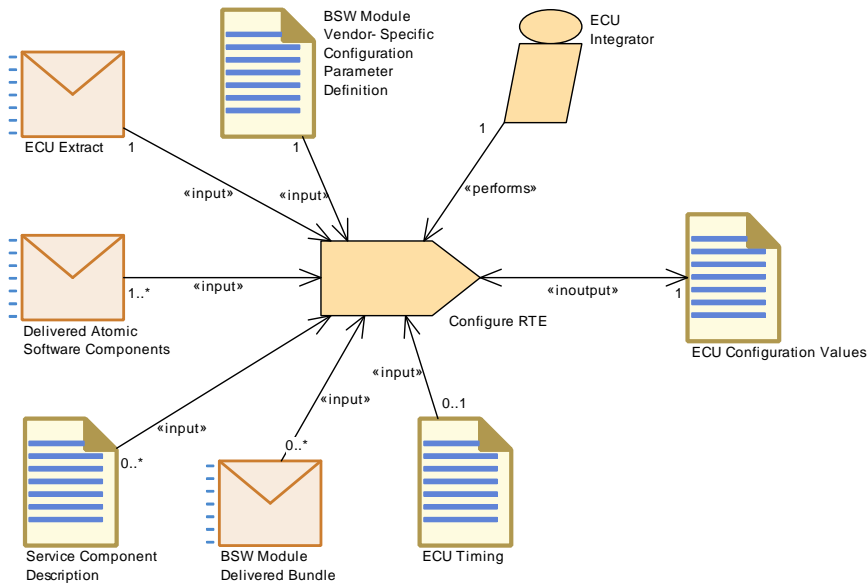 BSW Module
Vendor- Specific
Configuration
Parameter
Definition
ECU
Integrator
ECU Extract
1
1
1
«input»
«input»
«performs»
Delivered Atomic
Software Components
1..*
«input»
Configure RTE
«inoutput»
1
ECU Configuration Values
«input»
«input»
«input»
0..*
0..*
0..1
Service Component
Description
BSW Module
Delivered Bundle
ECU Timing